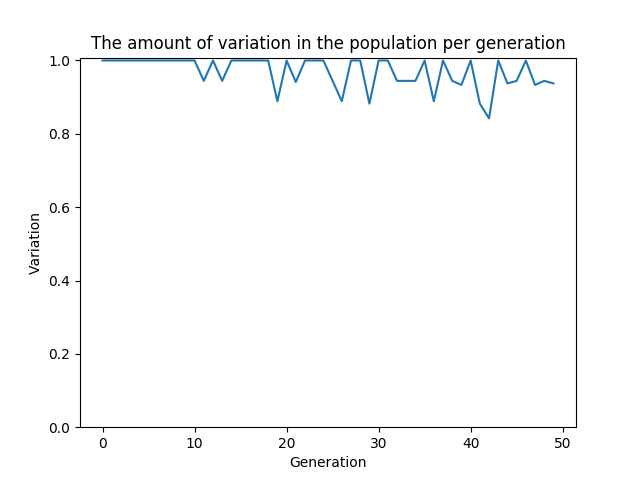 The amount of variation in the population per generation
1.0
0.8
0.6
0.4
0.2
0.0
Variation
0 10 20 30 40 50
Generation